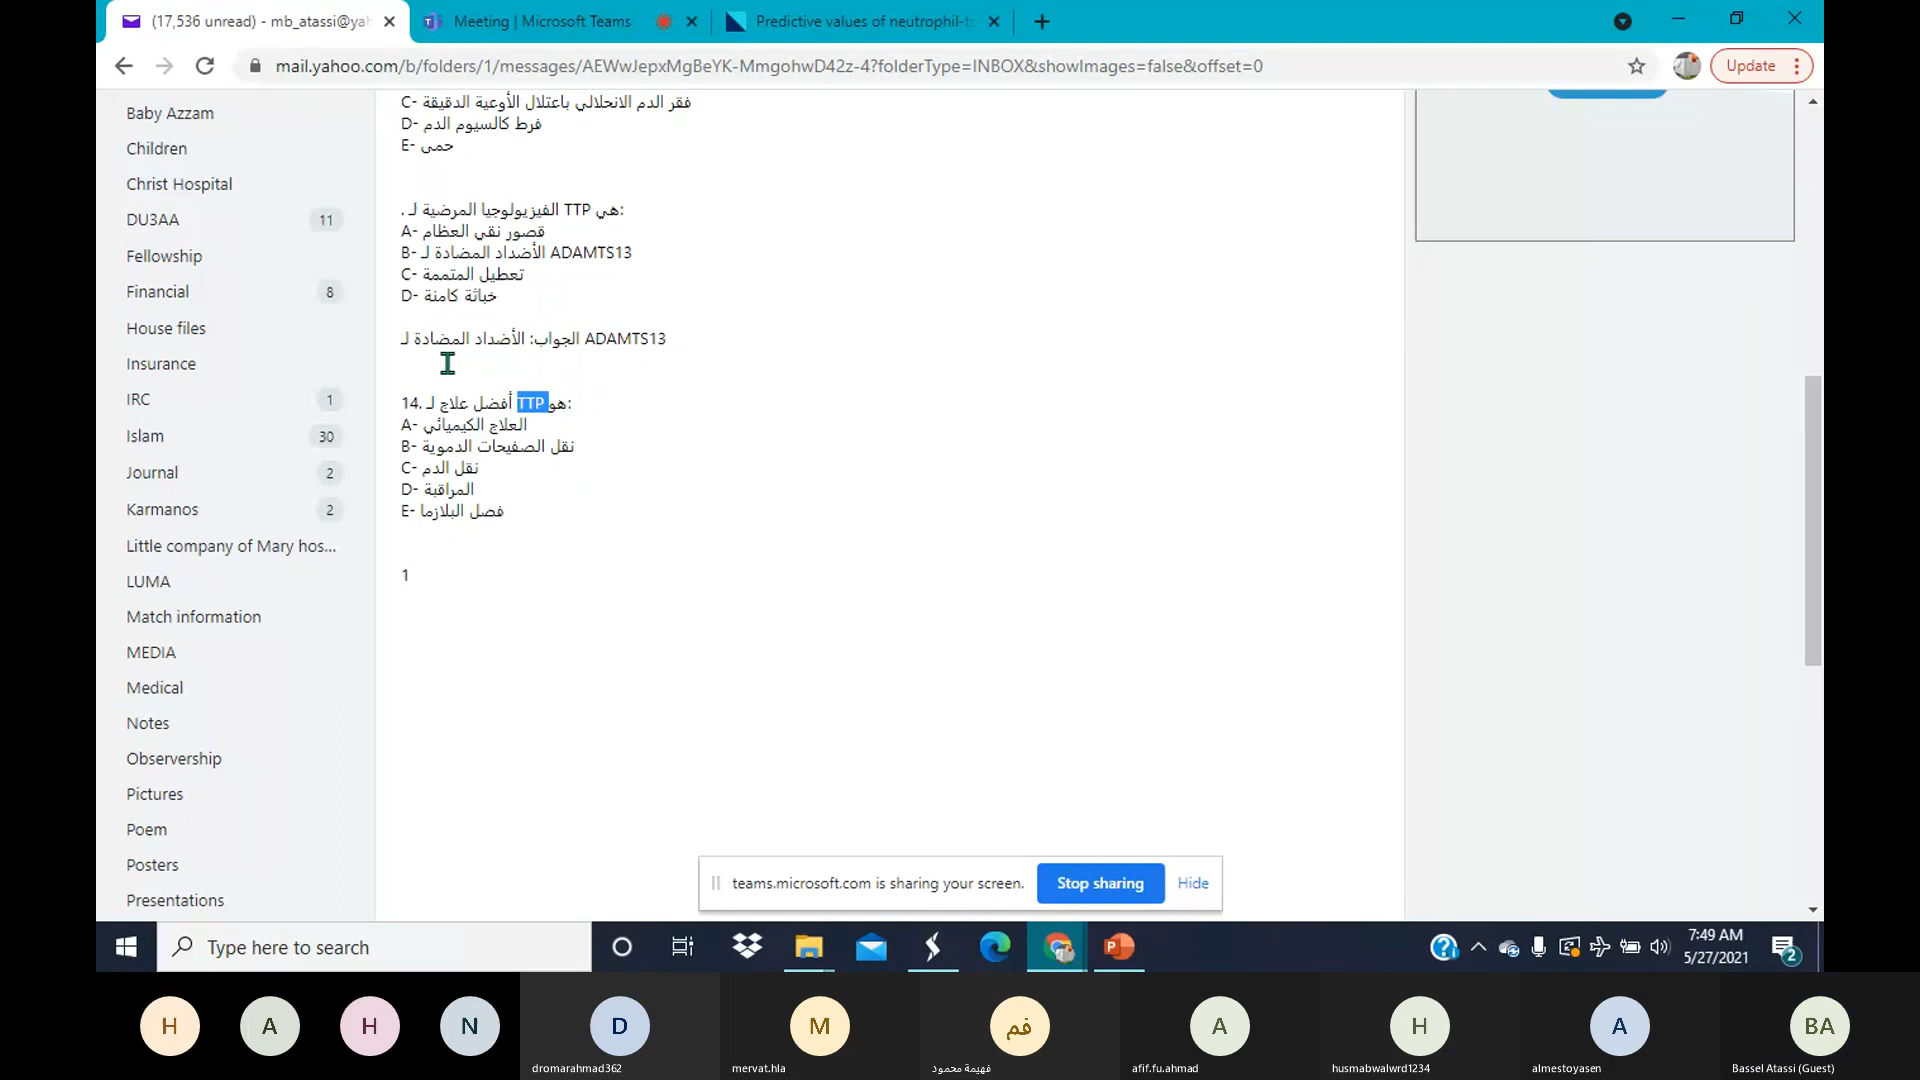 (17,536 unread) - mb_atassi@yah
Meeting | Microsoft Teams
Predictive values of neutrophil-to
mail.yahoo.com/b/folders/1/messages/AEWwJepxMgBeYK-MmgohwD42z-4?folderType=INBOX&showImages=false&offset=0
Update
Baby Azzam
Children
Christ Hospital
DU3AA 11
Fellowship
Financial 8
House files
Insurance
IRC 1
Islam 30
Journal 2
Karmanos 2
Little company of Mary hos...
LUMA
Match information
MEDIA
Medical
Notes
Observership
Pictures
Poem
Posters
Presentations
C- فقر الدم الانحلالي باعتلال الأوعية الدقيقة
D- فرط كالسيوم الدم
E- حمى
. الفيزيولوجيا المرضية لـ TTP هي:
A- قصور نقي العظام
B- الأضداد المضادة لـ ADAMTS13
C- تعطيل المتممة
D- خباثة كامنة
الجواب: الأضداد المضادة لـ ADAMTS13
14. أفضل علاج لـ TTP هو:
A- العلاج الكيميائي
B- نقل الصفيحات الدموية
C- نقل الدم
D- المراقبة
E- فصل البلازما
1
teams.microsoft.com is sharing your screen.
Stop sharing
Hide
Type here to search
7:49 AM
5/27/2021
2
H
A
H
N
D
M
فم
A
H
A
BA
dromarahmad362
mervat.hla
فهيمة محمود
afif.fu.ahmad
husmabwalwrd1234
almestoyasen
Bassel Atassi (Guest)